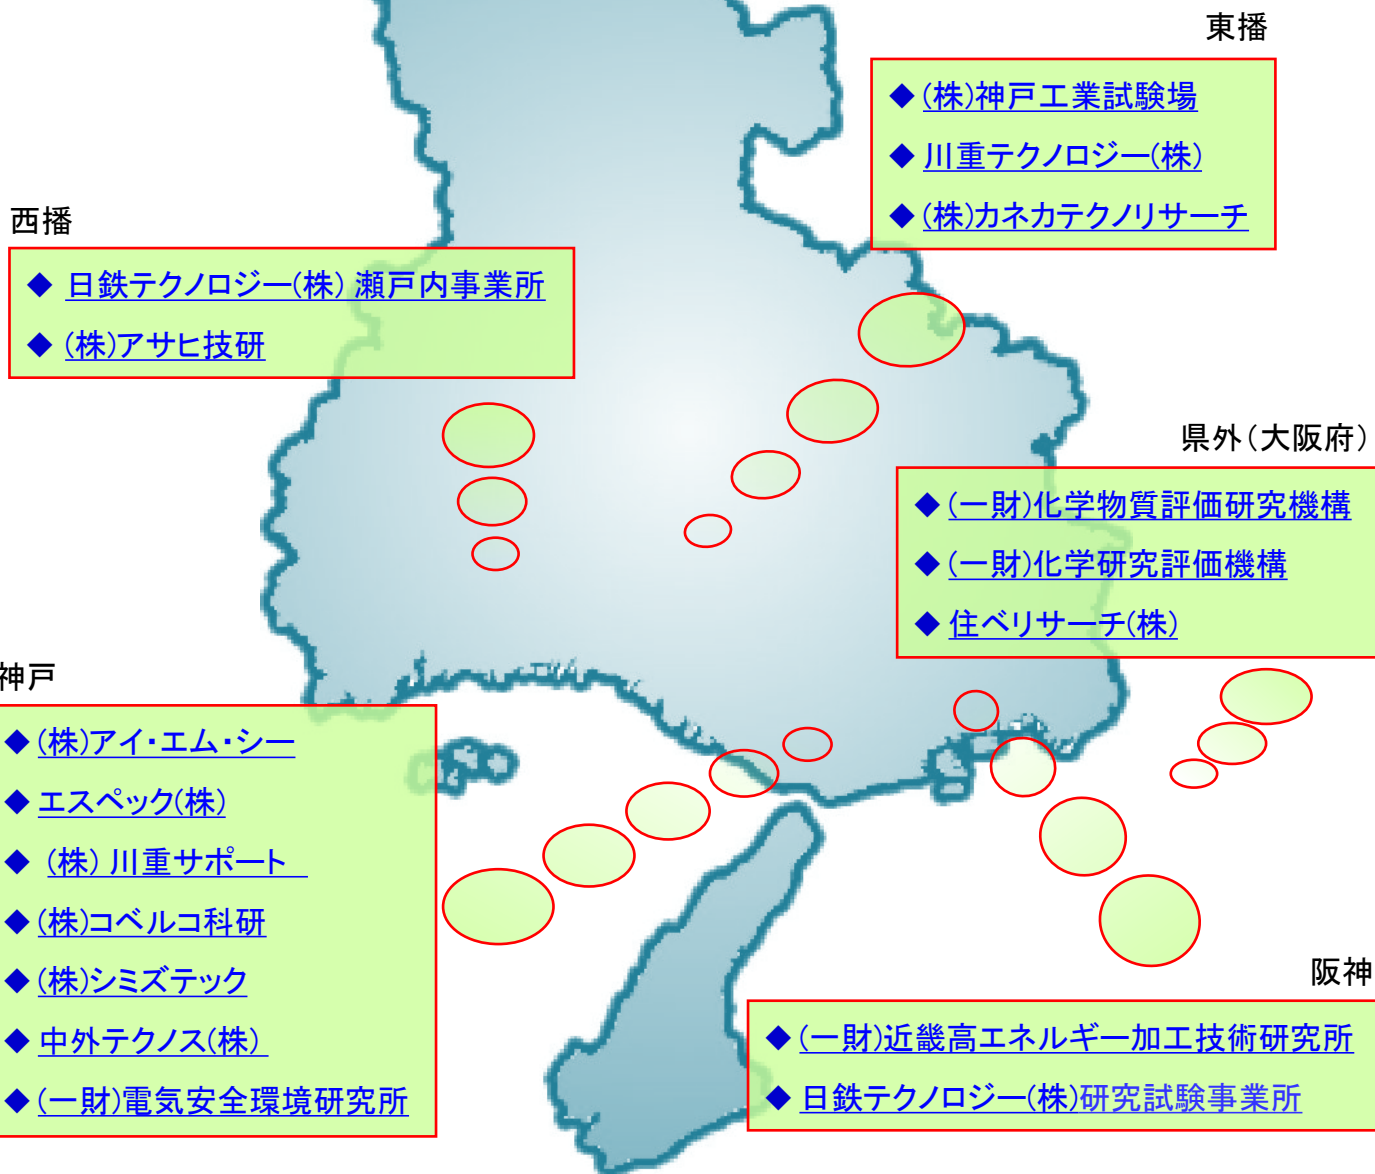 東播
◆ (株)神戸工業試験場
◆ 川重テクノロジー(株)
◆ (株)カネカテクノリサーチ
西播
◆ 日鉄テクノロジー(株) 瀬戸内事業所
◆ (株)アサヒ技研
県外(大阪府)
◆ (一財)化学物質評価研究機構
◆ (一財)化学研究評価機構
◆ 住ベリサーチ(株)
神戸
◆ (株)アイ・エム・シー
◆ エスペック(株)
◆ (株) 川重サポート
◆ (株)コベルコ科研
◆ (株)シミズテック
◆ 中外テクノス(株)
◆ (一財)電気安全環境研究所
阪神
◆ (一財)近畿高エネルギー加工技術研究所
◆ 日鉄テクノロジー(株)研究試験事業所